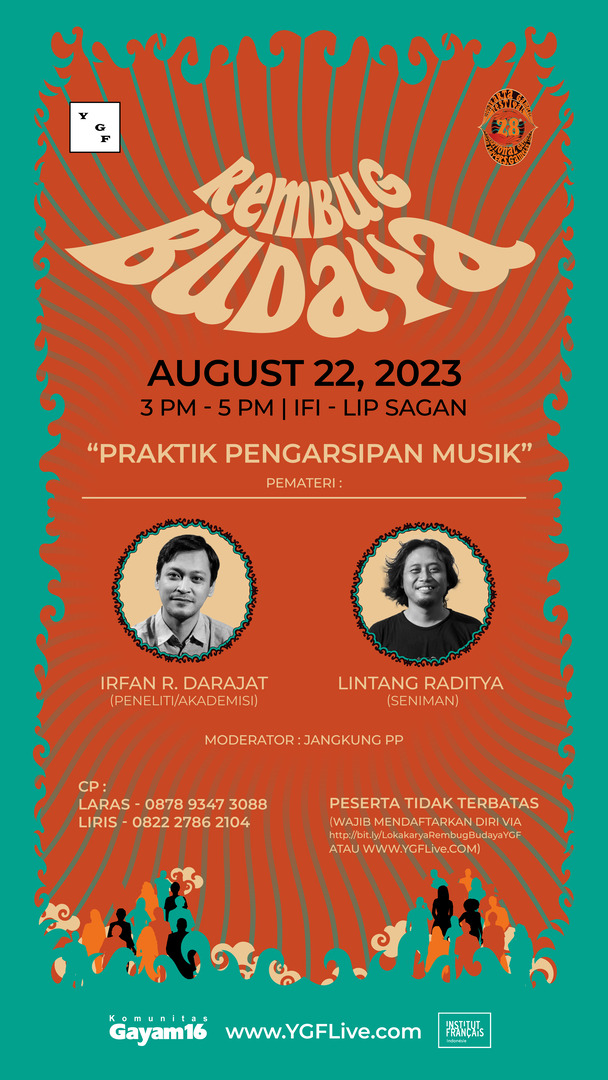 Y
G
F
28
REMBUG
BUDAYA
AUGUST 22, 2023
3 PM - 5 PM | IFI - LIP SAGAN
“PRAKTIK PENGARSIPAN MUSIK”
PEMATERI :
IRFAN R. DARAJAT
(PENELITI/AKADEMISI)
LINTANG RADITYA
(SENIMAN)
MODERATOR : JANGKUNG PP
CP :
LARAS - 0878 9347 3088
LIRIS - 0822 2786 2104
PESERTA TIDAK TERBATAS
(WAJIB MENDAFTARKAN DIRI VIA
http://bit.ly/LokakaryaRembugBudayaYGF
ATAU WWW.YGFLive.COM)
Komunitas
Gayam16
www.YGFLive.com
INSTITUT
FRANÇAIS
Indonésie